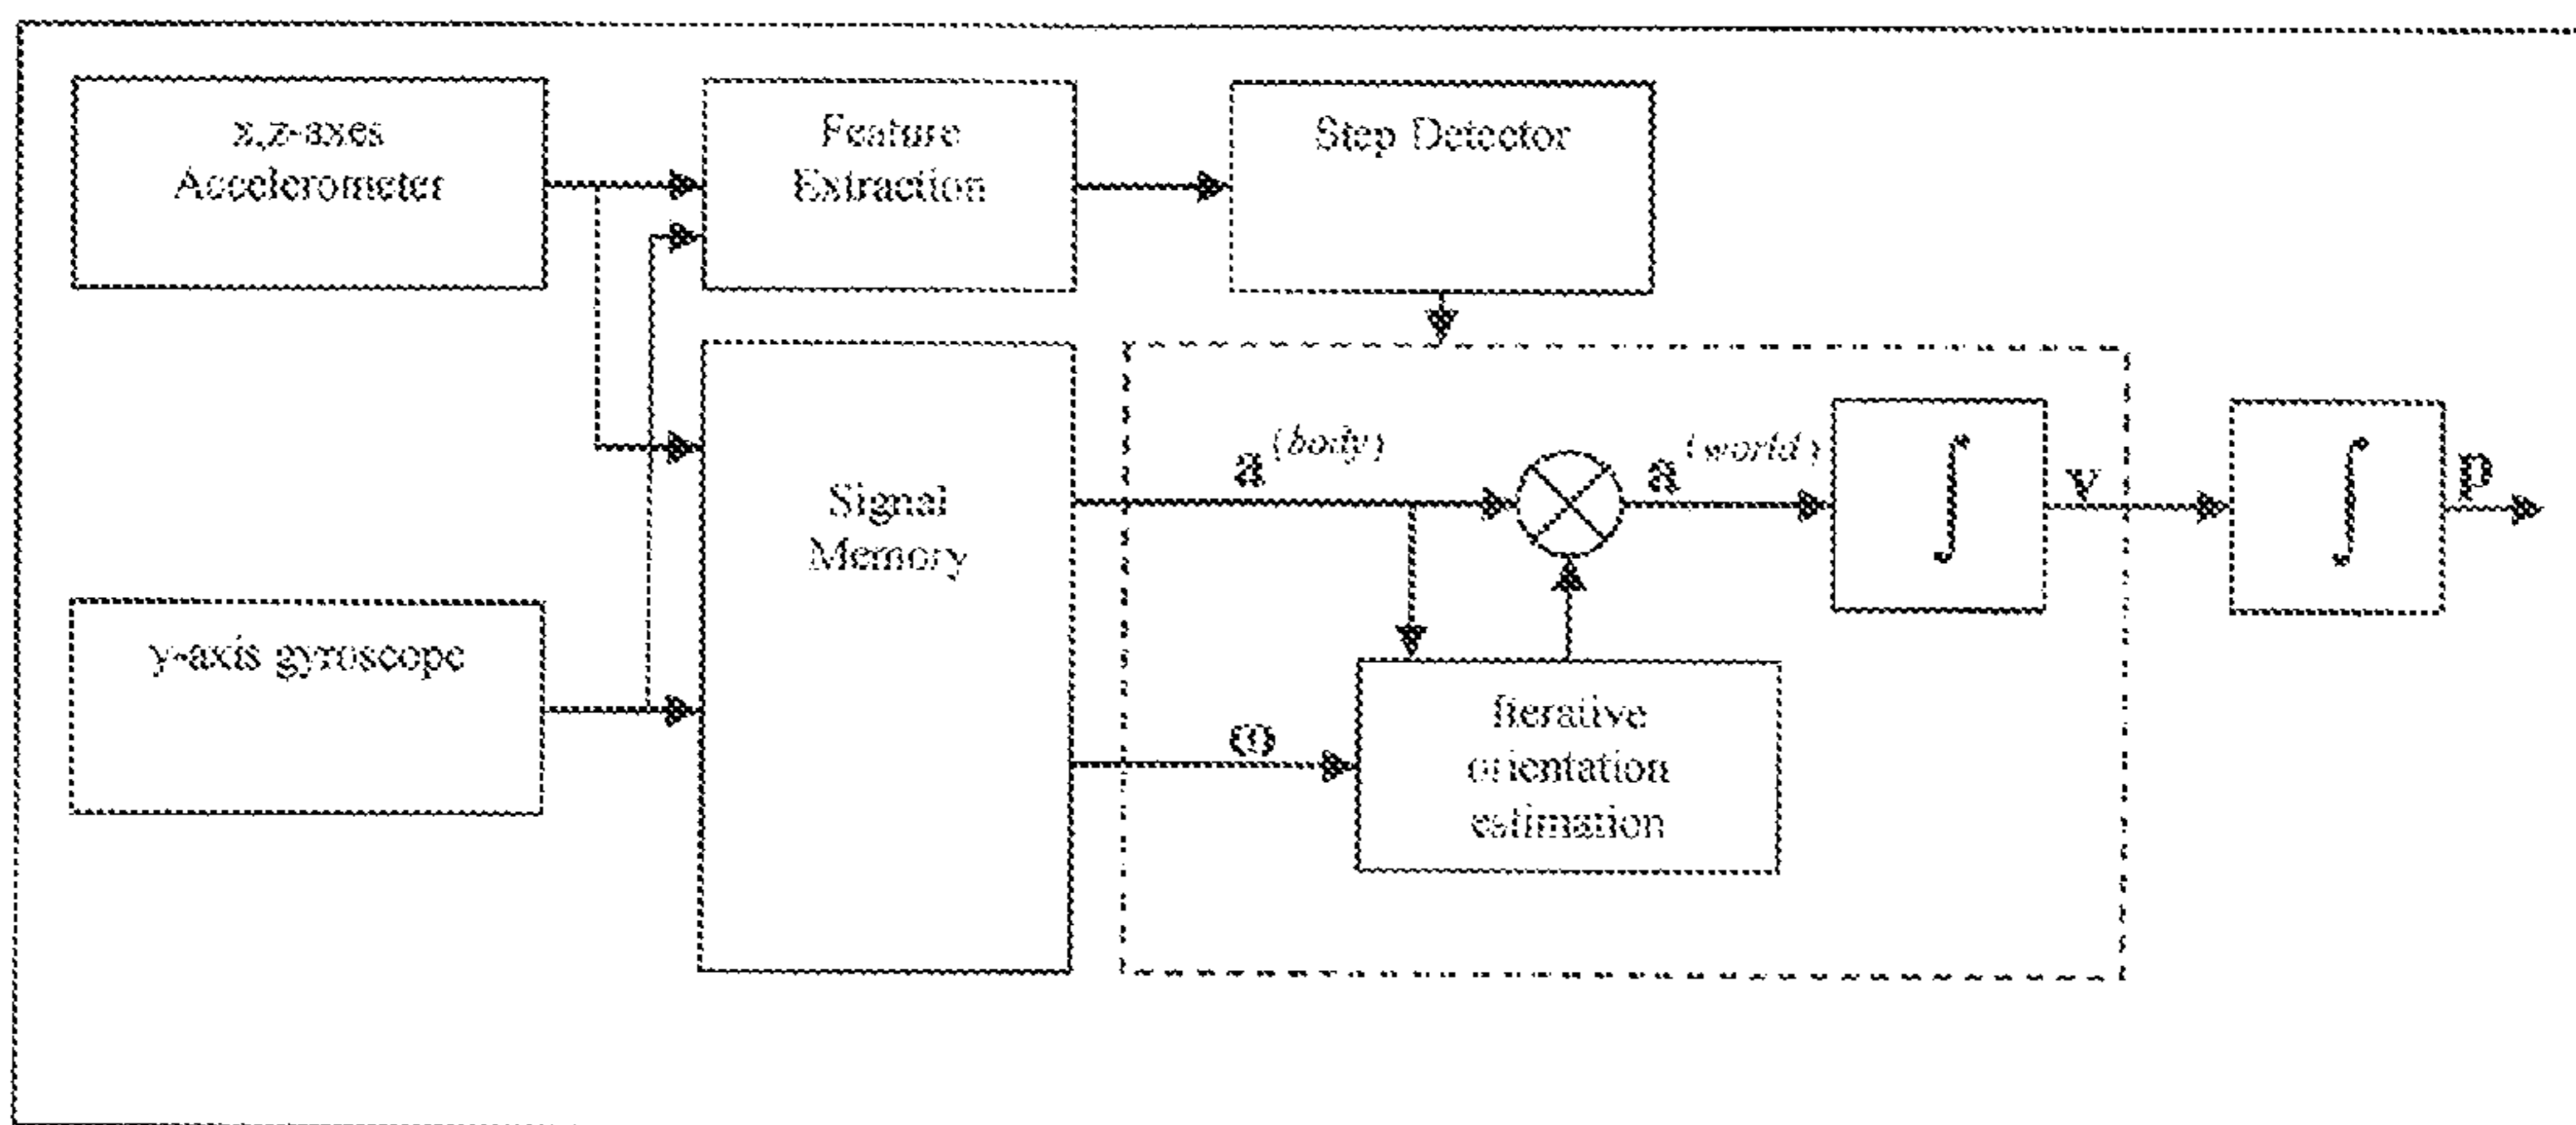 x,z-axes
Accelerometer
Feature
Extraction
Step Detector
Signal
Memory
y-axis gyroscope
a^(body)
a^(world)
∫
v
∫
p
ω
Iterative
orientation
estimation